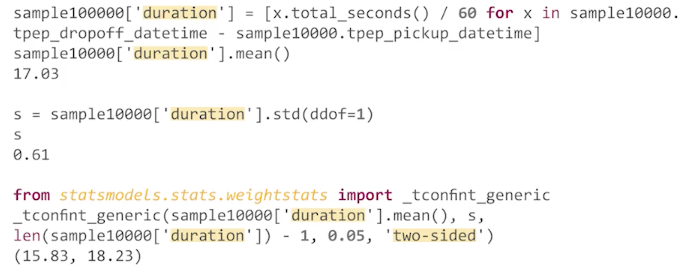 sample100000['duration'] = [x.total_seconds() / 60 for x in sample10000.
tpep_dropoff_datetime - sample10000.tpep_pickup_datetime]
sample10000['duration'].mean()
17.03
s = sample10000['duration'].std(ddof=1)
s
0.61
from statsmodels.stats.weightstats import _tconfint_generic
_tconfint_generic(sample10000['duration'].mean(), s,
len(sample10000['duration']) - 1, 0.05, 'two-sided')
(15.83, 18.23)